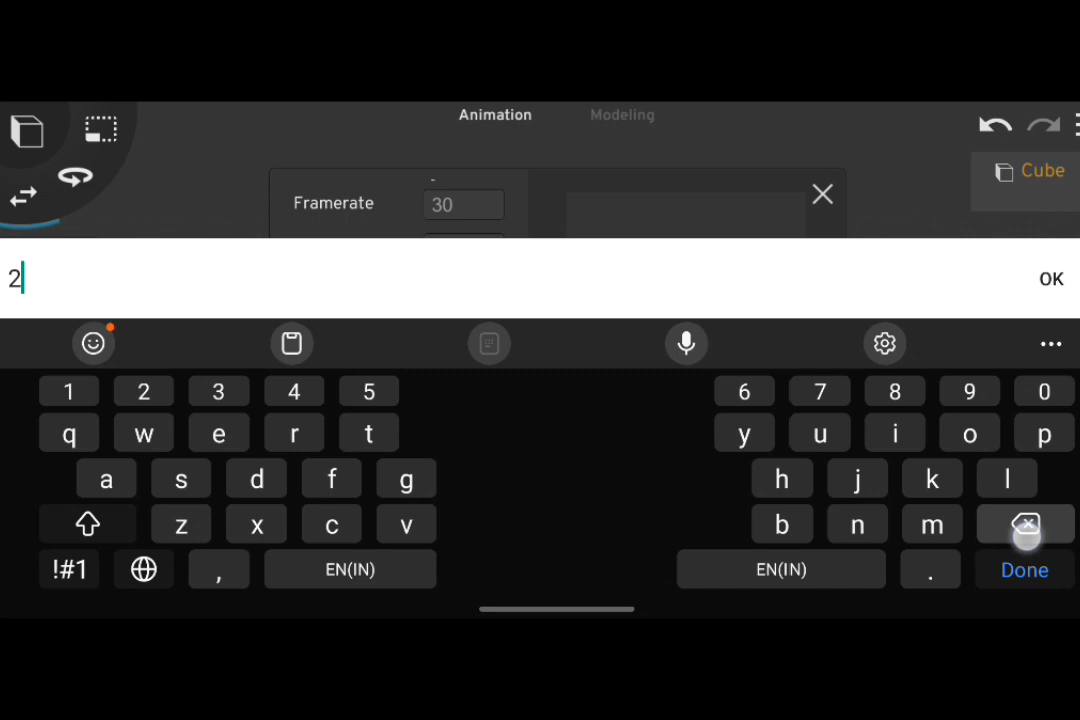 Animation Modeling
Cube
Framerate 30
2 OK
1 2 3 4 5 6 7 8 9 0
q w e r t y u i o p
a s d f g h j k l
z x c v b n m
!#1 , EN(IN) EN(IN) . Done